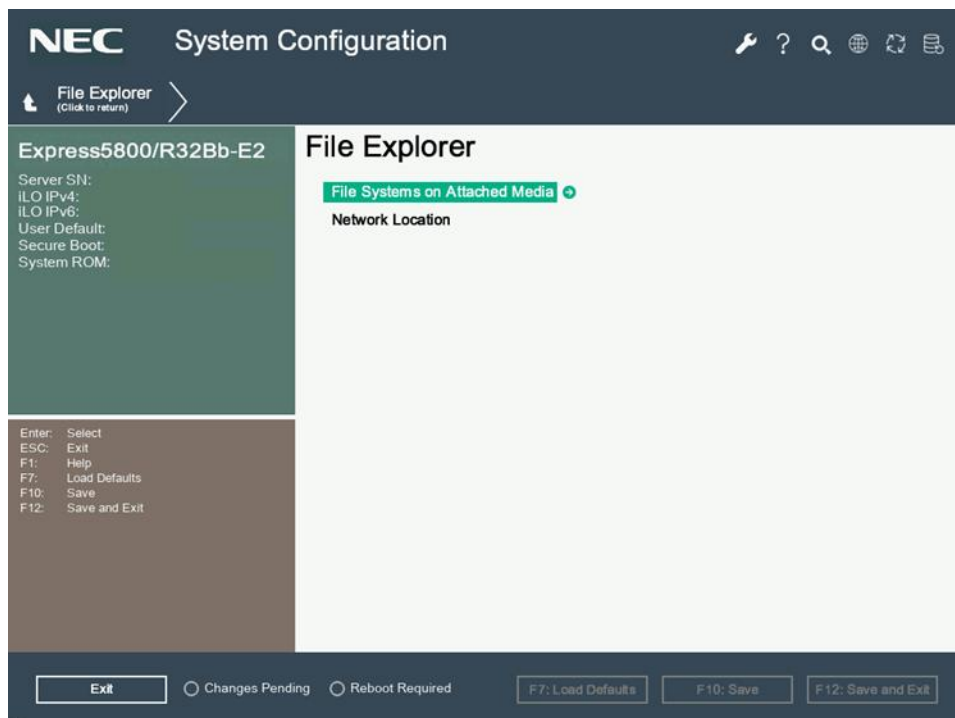 NEC System Configuration
File Explorer
(Click to return)
Express5800/R32Bb-E2
Server SN:
iLO IPv4:
iLO IPv6:
User Default:
Secure Boot:
System ROM:
File Explorer
File Systems on Attached Media
Network Location
Enter: Select
ESC: Exit
F1: Help
F7: Load Defaults
F10: Save
F12: Save and Exit
Exit
Changes Pending
Reboot Required
F7: Load Defaults
F10: Save
F12: Save and Exit